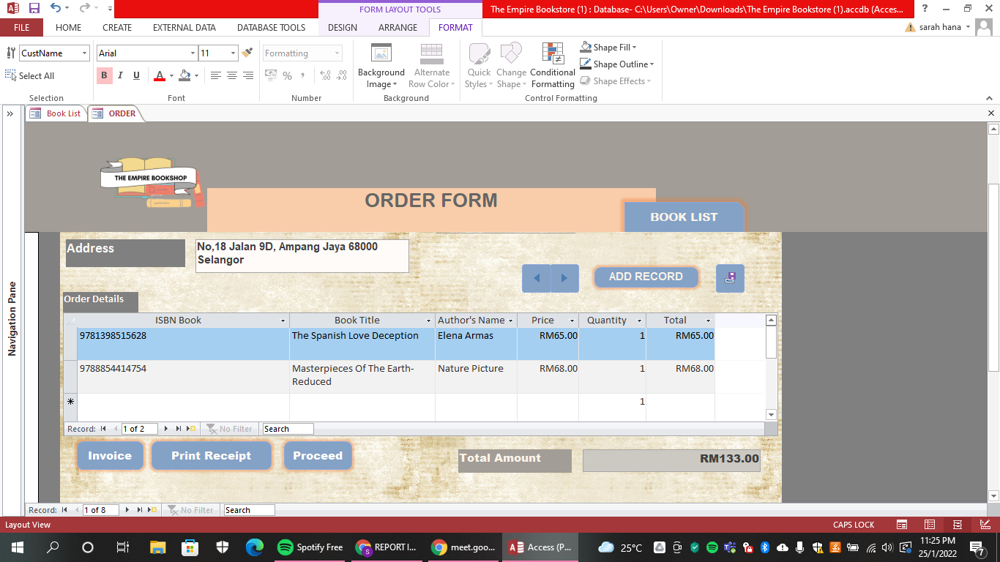 FORM LAYOUT TOOLS
The Empire Bookstore (1) : Database- C:\Users\Owner\Downloads\The Empire Bookstore (1).accdb (Acces...
?
FILE HOME CREATE EXTERNAL DATA DATABASE TOOLS DESIGN ARRANGE FORMAT sarah hana
CustName Arial 11 Formatting
Select All
B I U A % ,
Background Image
Alternate Row Color
Quick Styles
Change Shape
Conditional Formatting
Shape Fill
Shape Outline
Shape Effects
Selection Font Number Background Control Formatting
Book List ORDER
THE EMPIRE BOOKSHOP
ORDER FORM
BOOK LIST
Address
No,18 Jalan 9D, Ampang Jaya 68000
Selangor
ADD RECORD
Navigation Pane
Order Details
ISBN Book Book Title Author's Name Price Quantity Total
9781398515628 The Spanish Love Deception Elena Armas RM65.00 1 RM65.00
9788854414754 Masterpieces Of The Earth- Nature Picture RM68.00 1 RM68.00
Reduced
1
Record: 1 of 2 No Filter Search
Invoice Print Receipt Proceed
Total Amount RM133.00
Record: 1 of 8 No Filter Search
Layout View CAPS LOCK
Spotify Free REPORT I... meet.goo... Access (P... 25°C
11:25 PM
25/1/2022
7